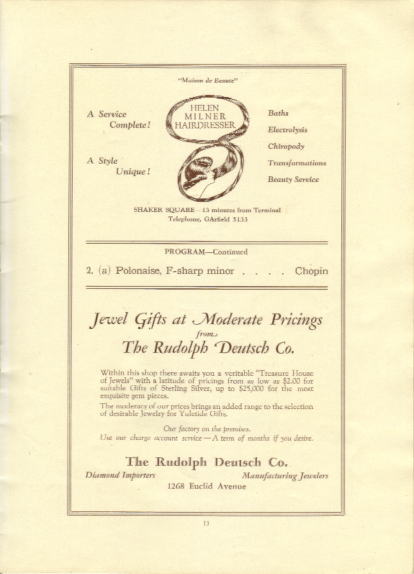 "Maison de Beaute"
A Service
Complete!
A Style
Unique!
HELEN
MILNER
HAIRDRESSER
Baths
Electrolysis
Chiropody
Transformations
Beauty Service
SHAKER SQUARE—13 minutes from Terminal
Telephone, GArfield 5133
PROGRAM—Continued
2. (a) Polonaise, F-sharp minor . . . . Chopin
Jewel Gifts at Moderate Pricings
from
The Rudolph Deutsch Co.
Within this shop there awaits you a veritable "Treasure House
of Jewels" with a latitude of pricings from as low as $2.00 for
suitable Gifts of Sterling Silver, up to $25,000 for the most
exquisite gem pieces.
The moderacy of our prices brings an added range to the selection
of desirable Jewelry for Yuletide Gifts.
Our factory on the premises.
Use our charge account service—A term of months if you desire.
The Rudolph Deutsch Co.
Diamond Importers Manufacturing Jewelers
1268 Euclid Avenue
13